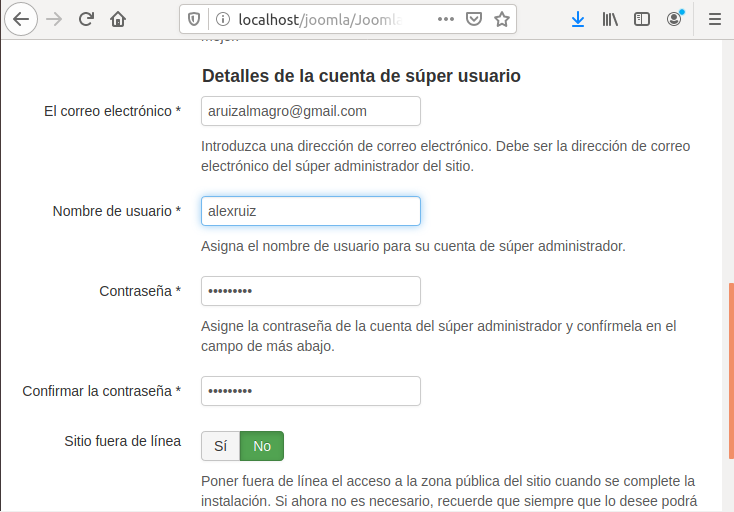 localhost/joomla/Joomla
Detalles de la cuenta de súper usuario
El correo electrónico *
aruizalmagro@gmail.com
Introduzca una dirección de correo electrónico. Debe ser la dirección de correo
electrónico del súper administrador del sitio.
Nombre de usuario *
alexruiz
Asigna el nombre de usuario para su cuenta de súper administrador.
Contraseña *
•••••••••
Asigne la contraseña de la cuenta del súper administrador y confírmela en el
campo de más abajo.
Confirmar la contraseña *
•••••••••
Sitio fuera de línea
Sí No
Poner fuera de línea el acceso a la zona pública del sitio cuando se complete la
instalación. Si ahora no es necesario, recuerde que siempre que lo desee podrá